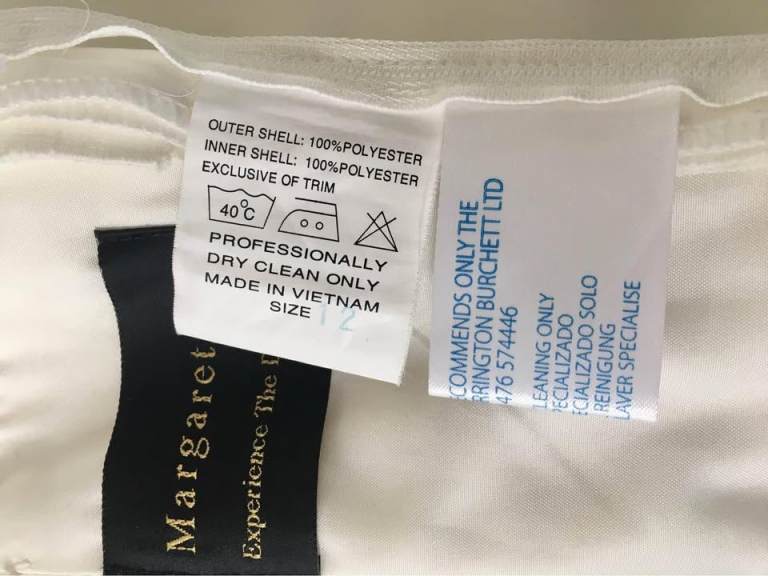 OUTER SHELL: 100%POLYESTER
INNER SHELL: 100%POLYESTER
EXCLUSIVE OF TRIM
40°C
PROFESSIONALLY
DRY CLEAN ONLY
MADE IN VIETNAM
SIZE 12
COMMENDS ONLY THE
RRINGTON BURCHETT LTD
476 574446
LEANING ONLY
ECIALIZADO
CIALIZADO SOLO
REINIGUNG
LAVER SPECIALISE
Margaret
Experience The